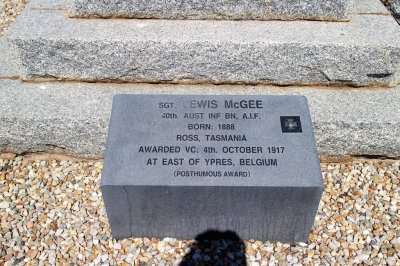 SGT. LEWIS McGEE
40th. AUST INF BN, A.I.F.
BORN: 1888
ROSS, TASMANIA
AWARDED VC: 4th. OCTOBER 1917
AT EAST OF YPRES, BELGIUM
(POSTHUMOUS AWARD)